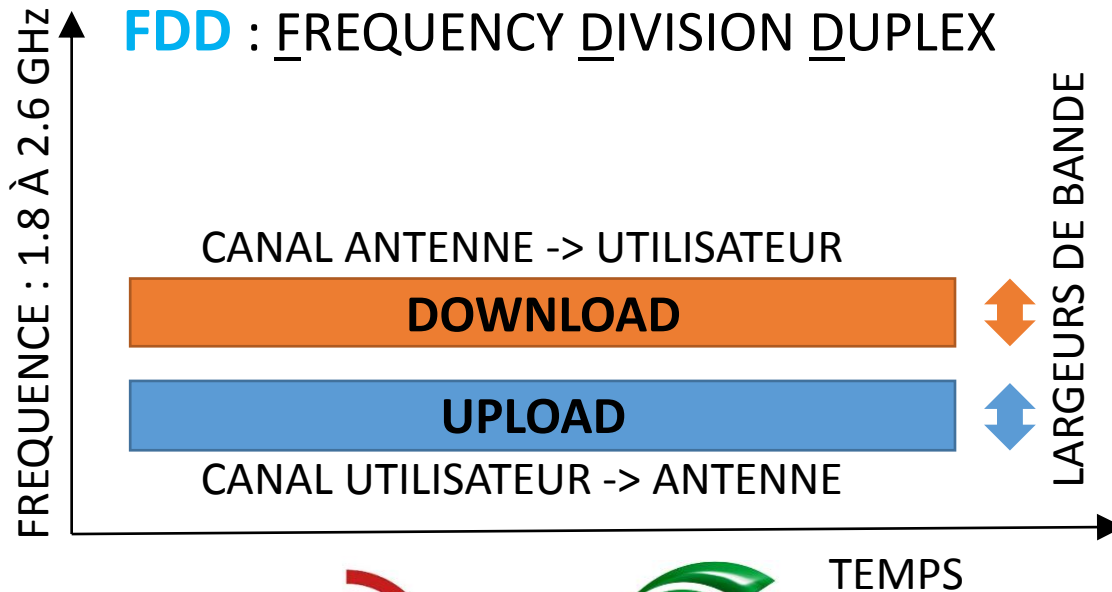 FDD : FREQUENCY DIVISION DUPLEX
FREQUENCE : 1.8 À 2.6 GHz
CANAL ANTENNE -> UTILISATEUR
DOWNLOAD
UPLOAD
CANAL UTILISATEUR -> ANTENNE
LARGEURS DE BANDE
TEMPS